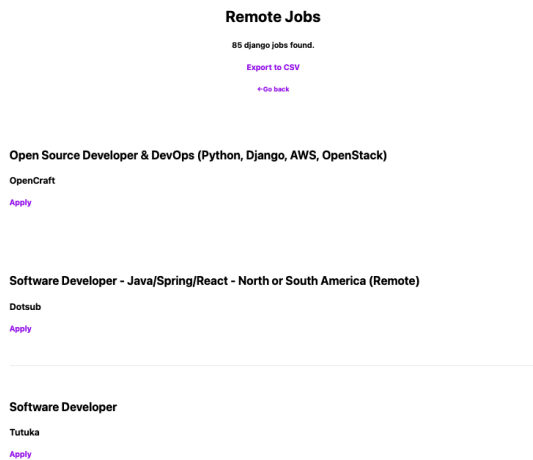 Remote Jobs
85 django jobs found.
Export to CSV
←Go back
Open Source Developer & DevOps (Python, Django, AWS, OpenStack)
OpenCraft
Apply
Software Developer - Java/Spring/React - North or South America (Remote)
Dotsub
Apply
Software Developer
Tutuka
Apply